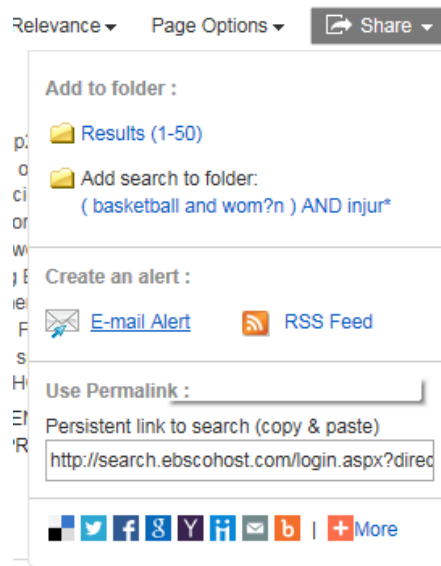 Relevance Page Options Share
Add to folder :
Results (1-50)
Add search to folder:
( basketball and wom?n ) AND injur*
Create an alert :
E-mail Alert RSS Feed
Use Permalink :
Persistent link to search (copy & paste)
http://search.ebscohost.com/login.aspx?direc
| More